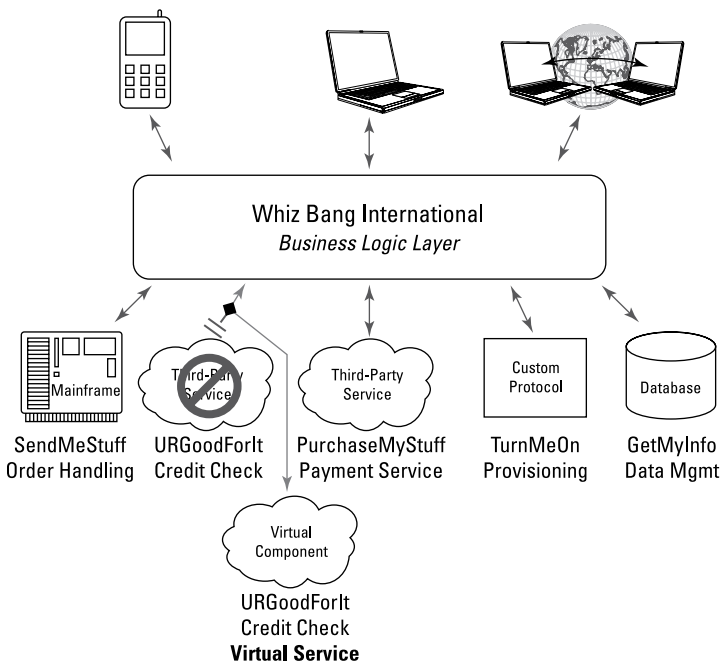 Whiz Bang International
Business Logic Layer
Mainframe
Third-Party
Service
Third-Party
Service
Custom
Protocol
Database
SendMeStuff
Order Handling
URGoodForIt
Credit Check
PurchaseMyStuff
Payment Service
TurnMeOn
Provisioning
GetMyInfo
Data Mgmt
Virtual
Component
URGoodForIt
Credit Check
Virtual Service